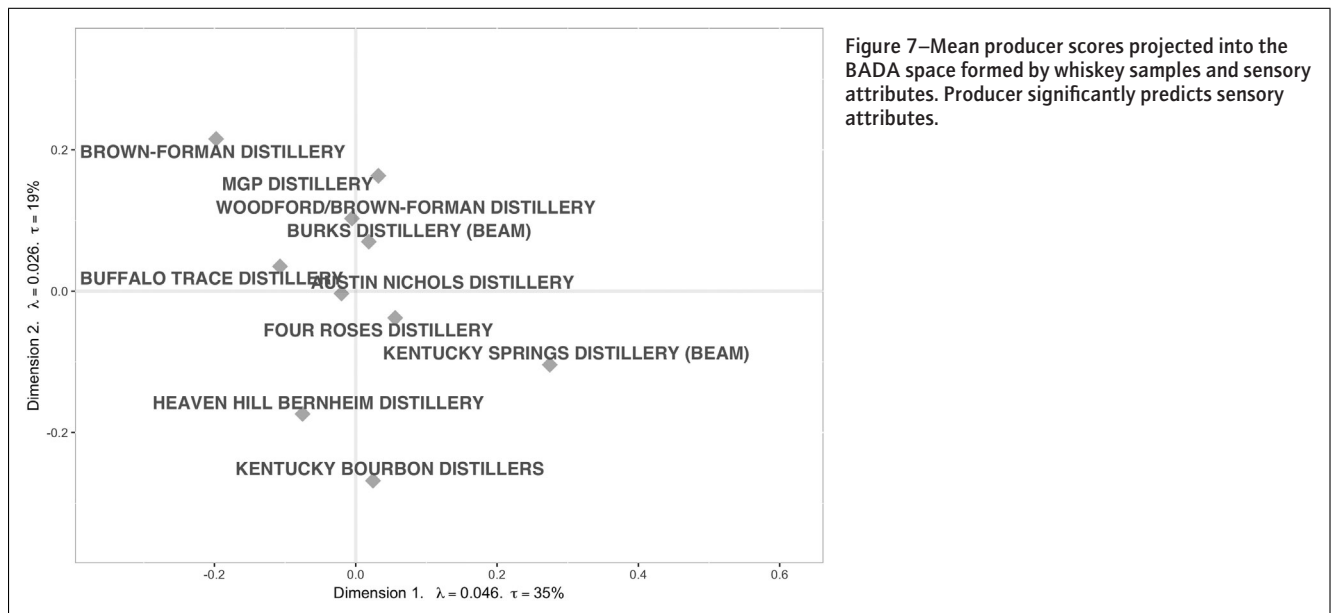 Figure 7–Mean producer scores projected into the
BADA space formed by whiskey samples and sensory
attributes. Producer significantly predicts sensory
attributes.
0.2
0.0
-0.2
Dimension 2. λ = 0.026. τ = 19%
BROWN-FORMAN DISTILLERY
MGP DISTILLERY
WOODFORD/BROWN-FORMAN DISTILLERY
BURKS DISTILLERY (BEAM)
BUFFALO TRACE DISTILLERY
AUSTIN NICHOLS DISTILLERY
FOUR ROSES DISTILLERY
KENTUCKY SPRINGS DISTILLERY (BEAM)
HEAVEN HILL BERNHEIM DISTILLERY
KENTUCKY BOURBON DISTILLERS
-0.2 0.0 0.2 0.4 0.6
Dimension 1. λ = 0.046. τ = 35%